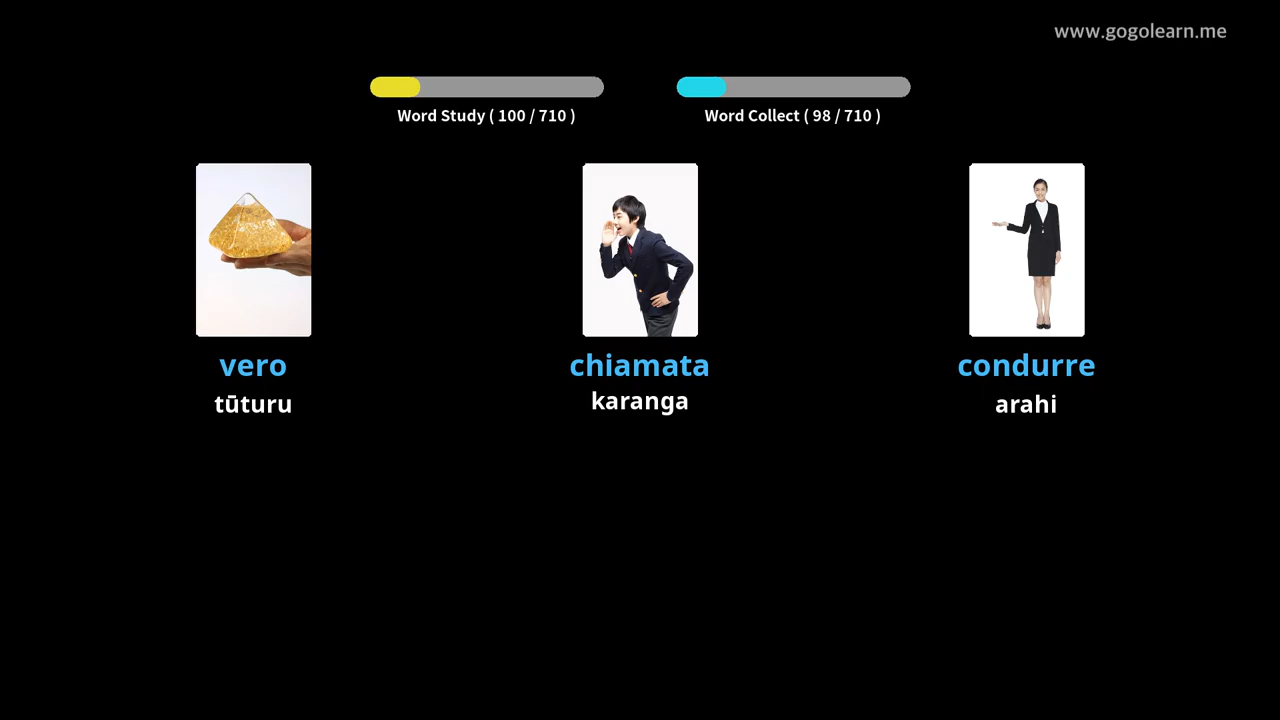 www.gogolearn.me
Word Study ( 100 / 710 )
Word Collect ( 98 / 710 )
vero
tūturu
chiamata
karanga
condurre
arahi